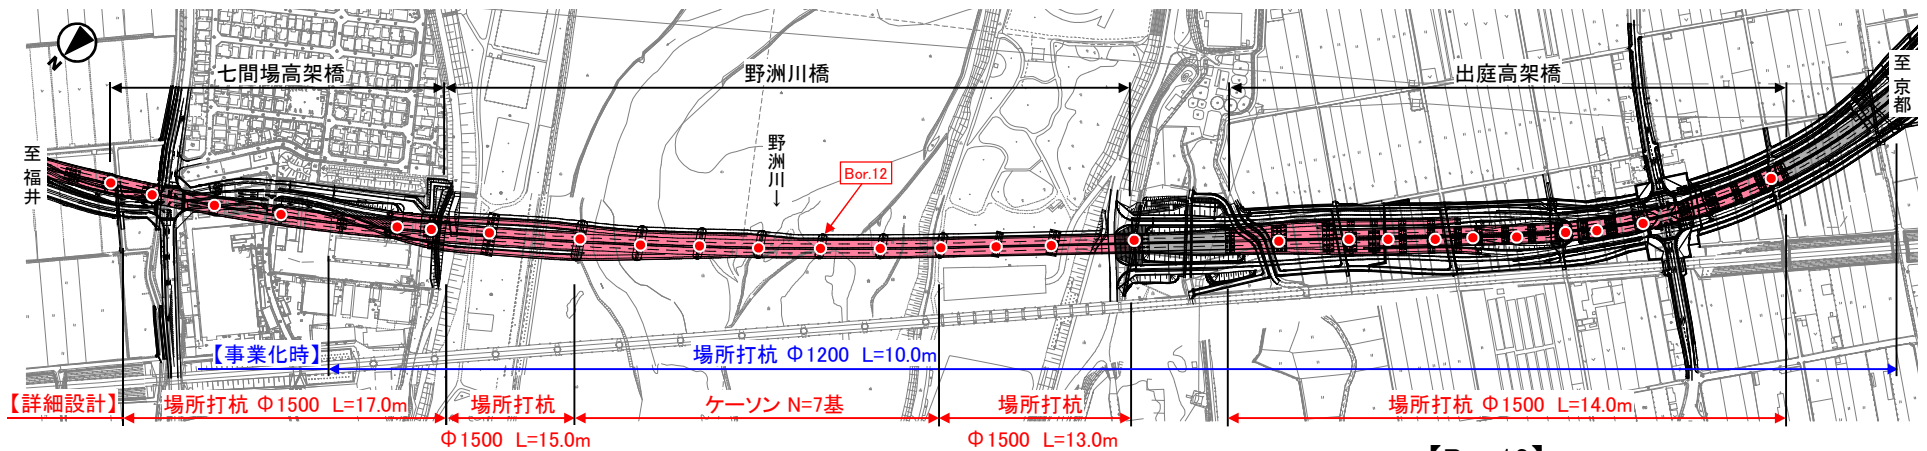 N
七間場高架橋
野洲川橋
出庭高架橋
至 京都
至 福井
野洲川→
Bor.12
【事業化時】
場所打杭 Φ1200 L=10.0m
【詳細設計】
場所打杭 Φ1500 L=17.0m
場所打杭
Φ1500 L=15.0m
ケーソン N=7基
場所打杭
Φ1500 L=13.0m
場所打杭 Φ1500 L=14.0m